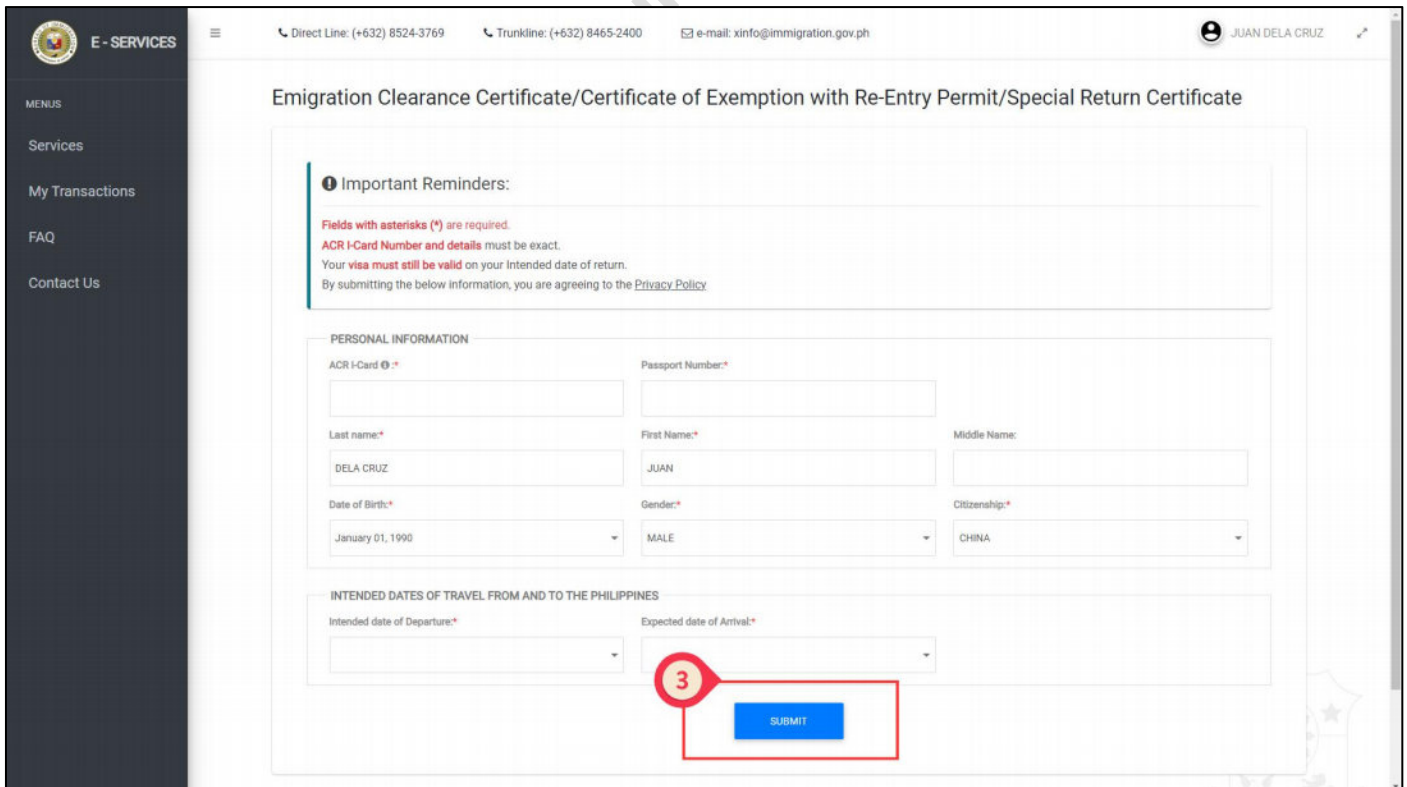 E - SERVICES
Direct Line: (+632) 8524-3769 Trunkline: (+632) 8465-2400 e-mail: xinfo@immigration.gov.ph JUAN DELA CRUZ
MENUS
Services
My Transactions
FAQ
Contact Us
Emigration Clearance Certificate/Certificate of Exemption with Re-Entry Permit/Special Return Certificate
Important Reminders:
Fields with asterisks (*) are required.
ACR I-Card Number and details must be exact.
Your visa must still be valid on your Intended date of return.
By submitting the below information, you are agreeing to the Privacy Policy
PERSONAL INFORMATION
ACR I-Card :* Passport Number:*
Last name:* First Name:* Middle Name:
DELA CRUZ JUAN
Date of Birth:* Gender:* Citizenship:*
January 01, 1990 MALE CHINA
INTENDED DATES OF TRAVEL FROM AND TO THE PHILIPPINES
Intended date of Departure:* Expected date of Arrival:*
3
SUBMIT